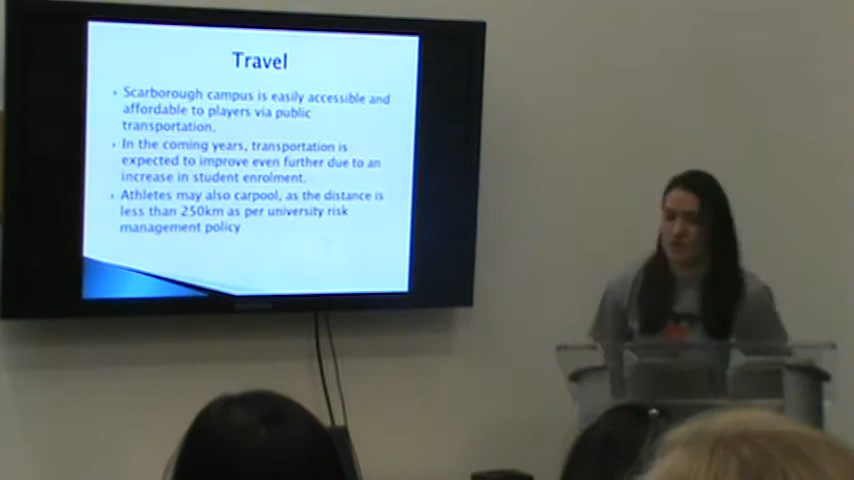 Travel
Scarborough campus is easily accessible and
affordable to players via public
transportation.
In the coming years, transportation is
expected to improve even further due to an
increase in student enrolment.
Athletes may also carpool, as the distance is
less than 250km as per university risk
management policy